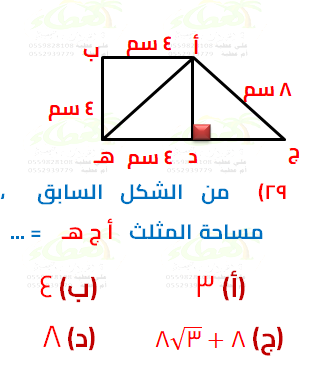 ٤ سم
أ
ب
٨ سم
٤ سم
هـ
٤ سم
د
ج
٢٩) من الشكل السابق ،
مساحة المثلث أ ج هـ = ...
(أ) ٣
(ب) ٤
(ج) ٨ + ٣√٨
(د) ٨